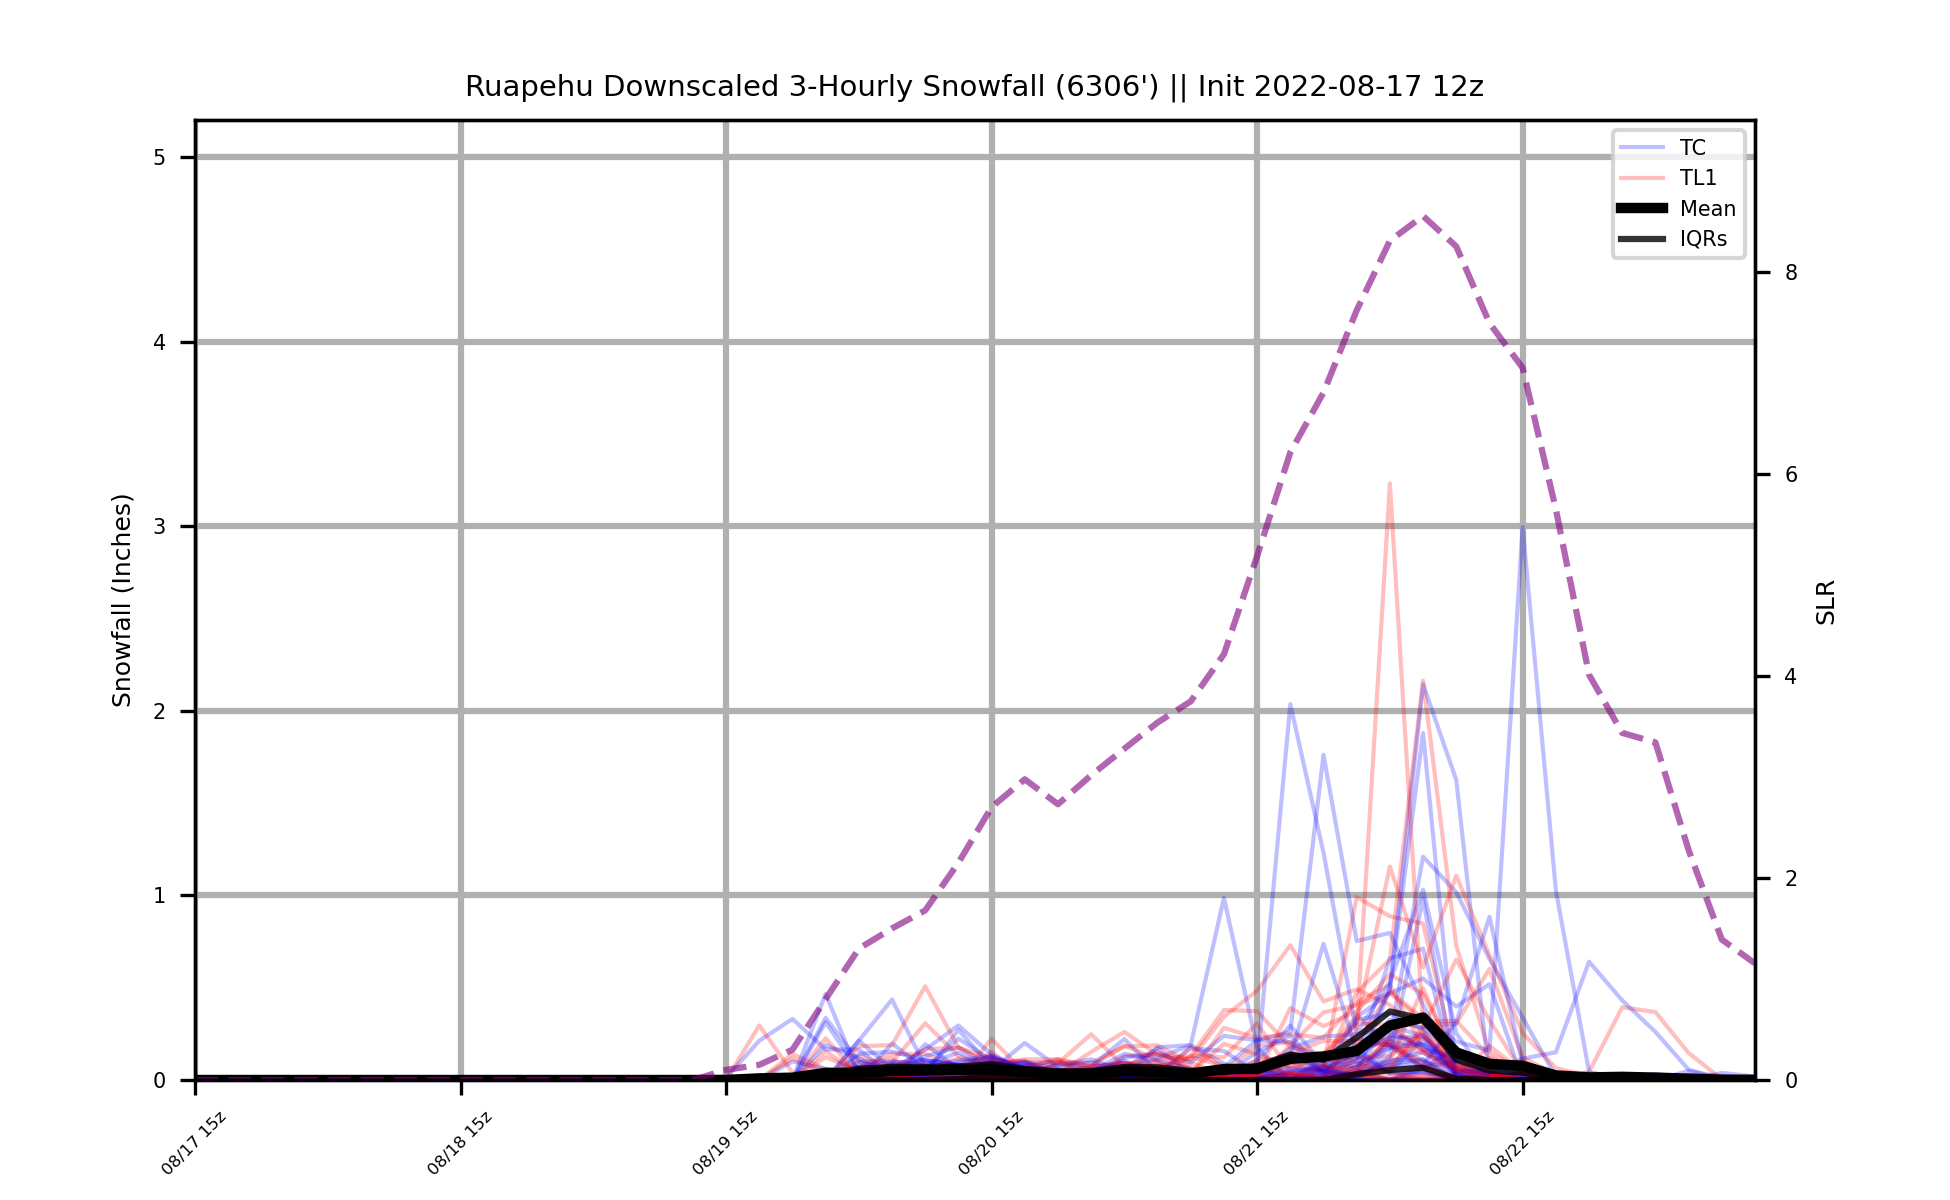 Ruapehu Downscaled 3-Hourly Snowfall (6306') || Init 2022-08-17 12z
TC
TL1
Mean
IQRs
Snowfall (Inches)
5
4
3
2
1
0
SLR
8
6
4
2
0
08/17 15z
08/18 15z
08/19 15z
08/20 15z
08/21 15z
08/22 15z